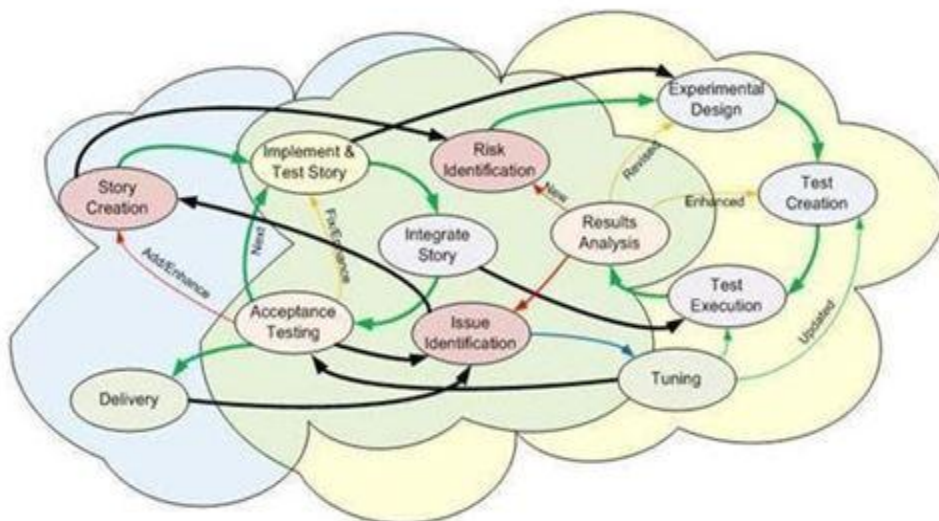 Experimental
Design
Implement &
Test Story
Risk
Identification
Revised
Story
Creation
New
Test
Creation
Enhanced
Results
Analysis
Integrate
Story
Next
Fix/Enhance
Add/Enhance
Test
Execution
Acceptance
Testing
Issue
Identification
Updated
Tuning
Delivery